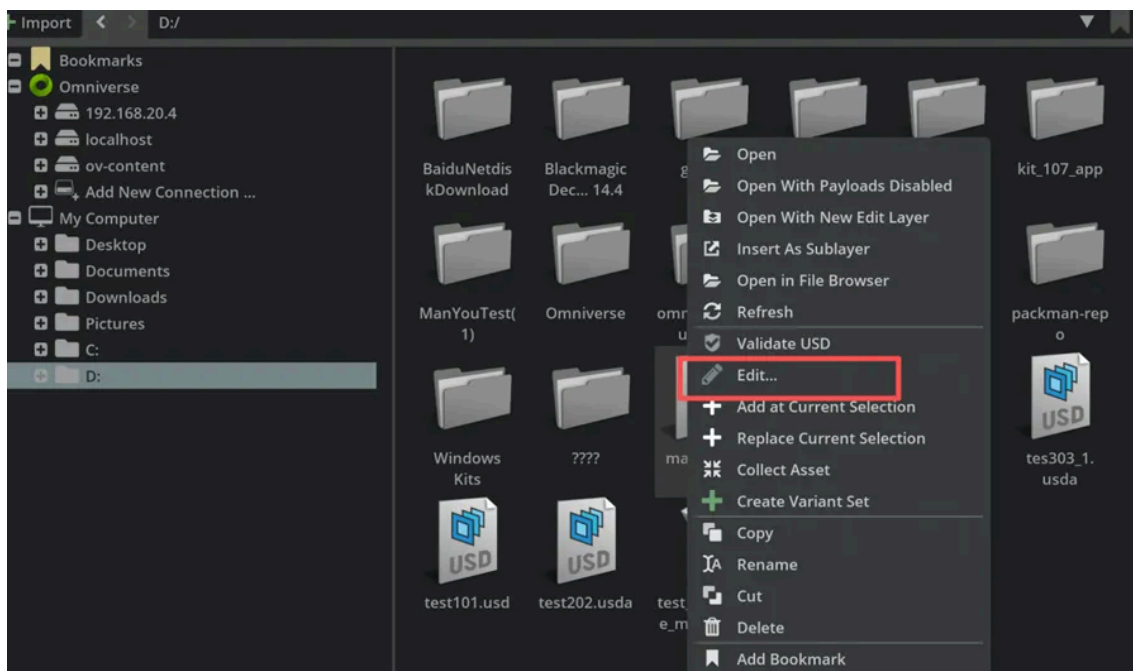 Import
D:/
Bookmarks
Omniverse
192.168.20.4
localhost
ov-content
Add New Connection ...
My Computer
Desktop
Documents
Downloads
Pictures
C:
D:
BaiduNetdis
kDownload
Blackmagic
Dec... 14.4
kit_107_app
ManYouTest(
1)
Omniverse
packman-rep
o
Windows
Kits
????
ma
USD
tes303_1.
usda
USD
test101.usd
USD
test202.usda
test_
e_m
Open
Open With Payloads Disabled
Open With New Edit Layer
Insert As Sublayer
Open in File Browser
Refresh
Validate USD
Edit...
Add at Current Selection
Replace Current Selection
Collect Asset
Create Variant Set
Copy
Rename
Cut
Delete
Add Bookmark